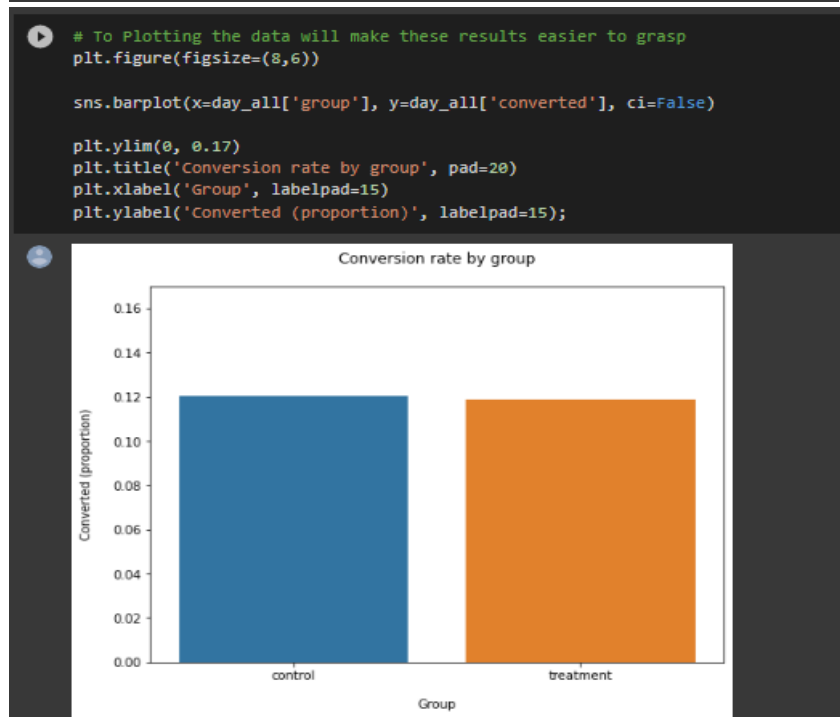 # To Plotting the data will make these results easier to grasp
plt.figure(figsize=(8,6))
sns.barplot(x=day_all['group'], y=day_all['converted'], ci=False)
plt.ylim(0, 0.17)
plt.title('Conversion rate by group', pad=20)
plt.xlabel('Group', labelpad=15)
plt.ylabel('Converted (proportion)', labelpad=15);
Conversion rate by group
0.16
0.14
0.12
0.10
0.08
0.06
0.04
0.02
0.00
Converted (proportion)
control treatment
Group